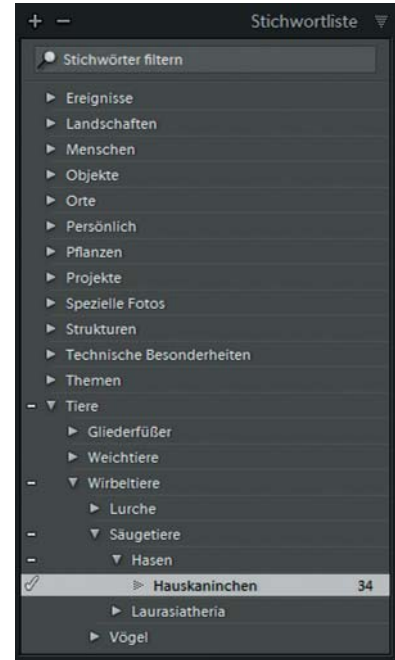 + − Stichwortliste
Stichwörter filtern
Ereignisse
Landschaften
Menschen
Objekte
Orte
Persönlich
Pflanzen
Projekte
Spezielle Fotos
Strukturen
Technische Besonderheiten
Themen
Tiere
Gliederfüßer
Weichtiere
Wirbeltiere
Lurche
Säugetiere
Hasen
Hauskaninchen 34
Laurasiatheria
Vögel